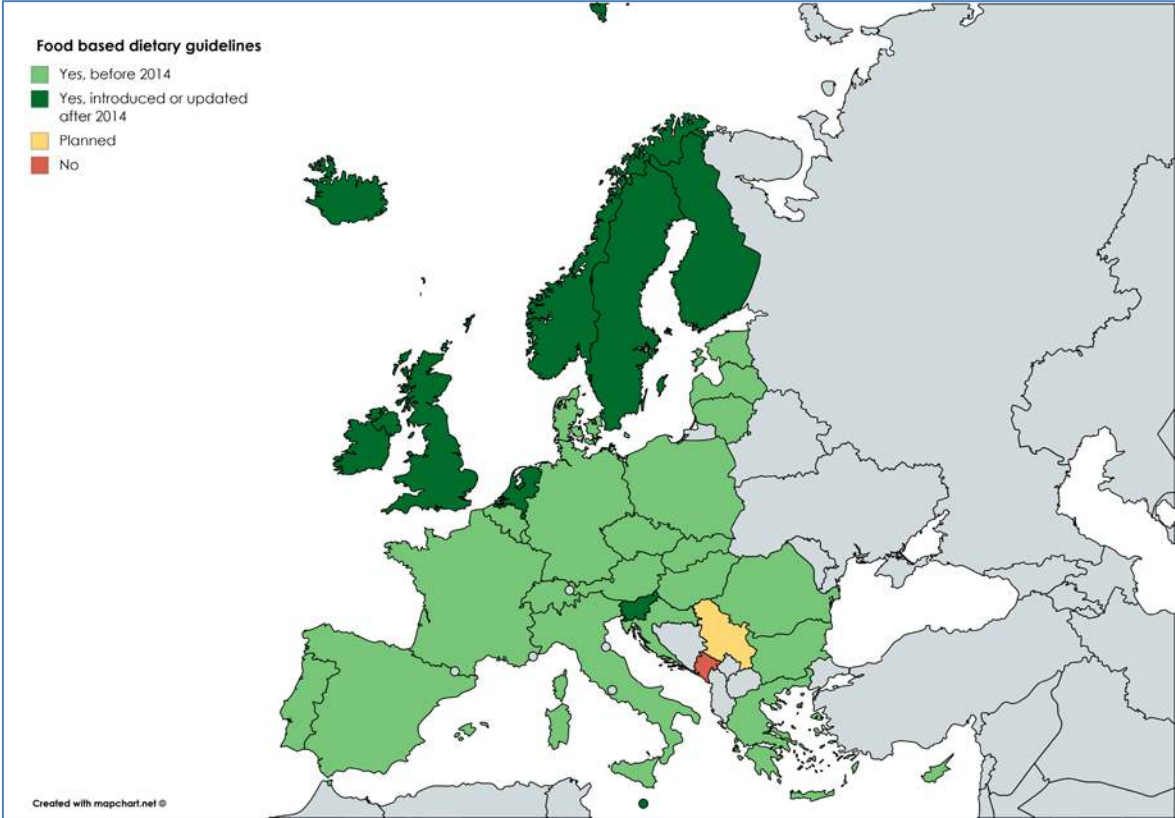 Food based dietary guidelines
Yes, before 2014
Yes, introduced or updated
after 2014
Planned
No
Created with mapchart.net ©